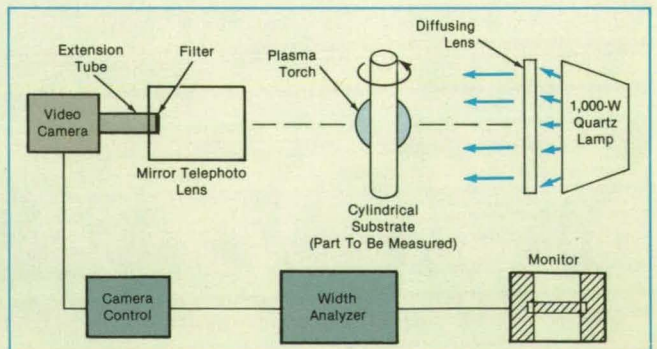 Diffusing
Lens
Extension
Tube
Filter
Plasma
Torch
Video
Camera
1,000-W
Quartz
Lamp
Mirror Telephoto
Lens
Cylindrical
Substrate
(Part To Be Measured)
Monitor
Camera
Control
Width
Analyzer